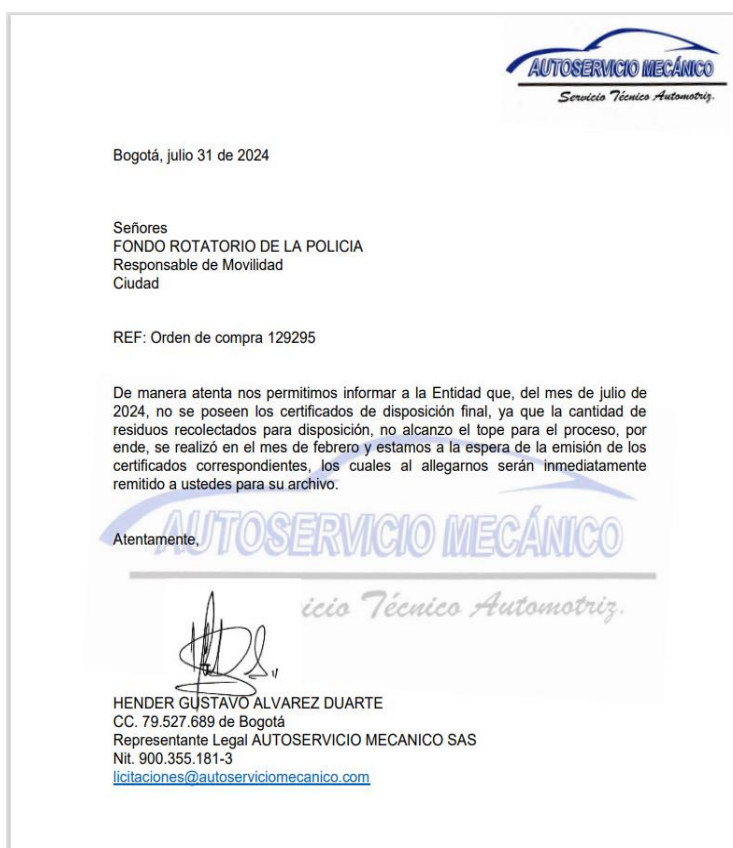 AUTOSERVICIO MECÁNICO
Servicio Técnico Automotriz.
Bogotá, julio 31 de 2024
Señores
FONDO ROTATORIO DE LA POLICIA
Responsable de Movilidad
Ciudad
REF: Orden de compra 129295
De manera atenta nos permitimos informar a la Entidad que, del mes de julio de
2024, no se poseen los certificados de disposición final, ya que la cantidad de
residuos recolectados para disposición, no alcanzo el tope para el proceso, por
ende, se realizó en el mes de febrero y estamos a la espera de la emisión de los
certificados correspondientes, los cuales al allegarnos serán inmediatamente
remitido a ustedes para su archivo.
Atentamente,
AUTOSERVICIO MECÁNICO
icio Técnico Automotriz.
HENDER GUSTAVO ALVAREZ DUARTE
CC. 79.527.689 de Bogotá
Representante Legal AUTOSERVICIO MECANICO SAS
Nit. 900.355.181-3
licitaciones@autoserviciomecanico.com